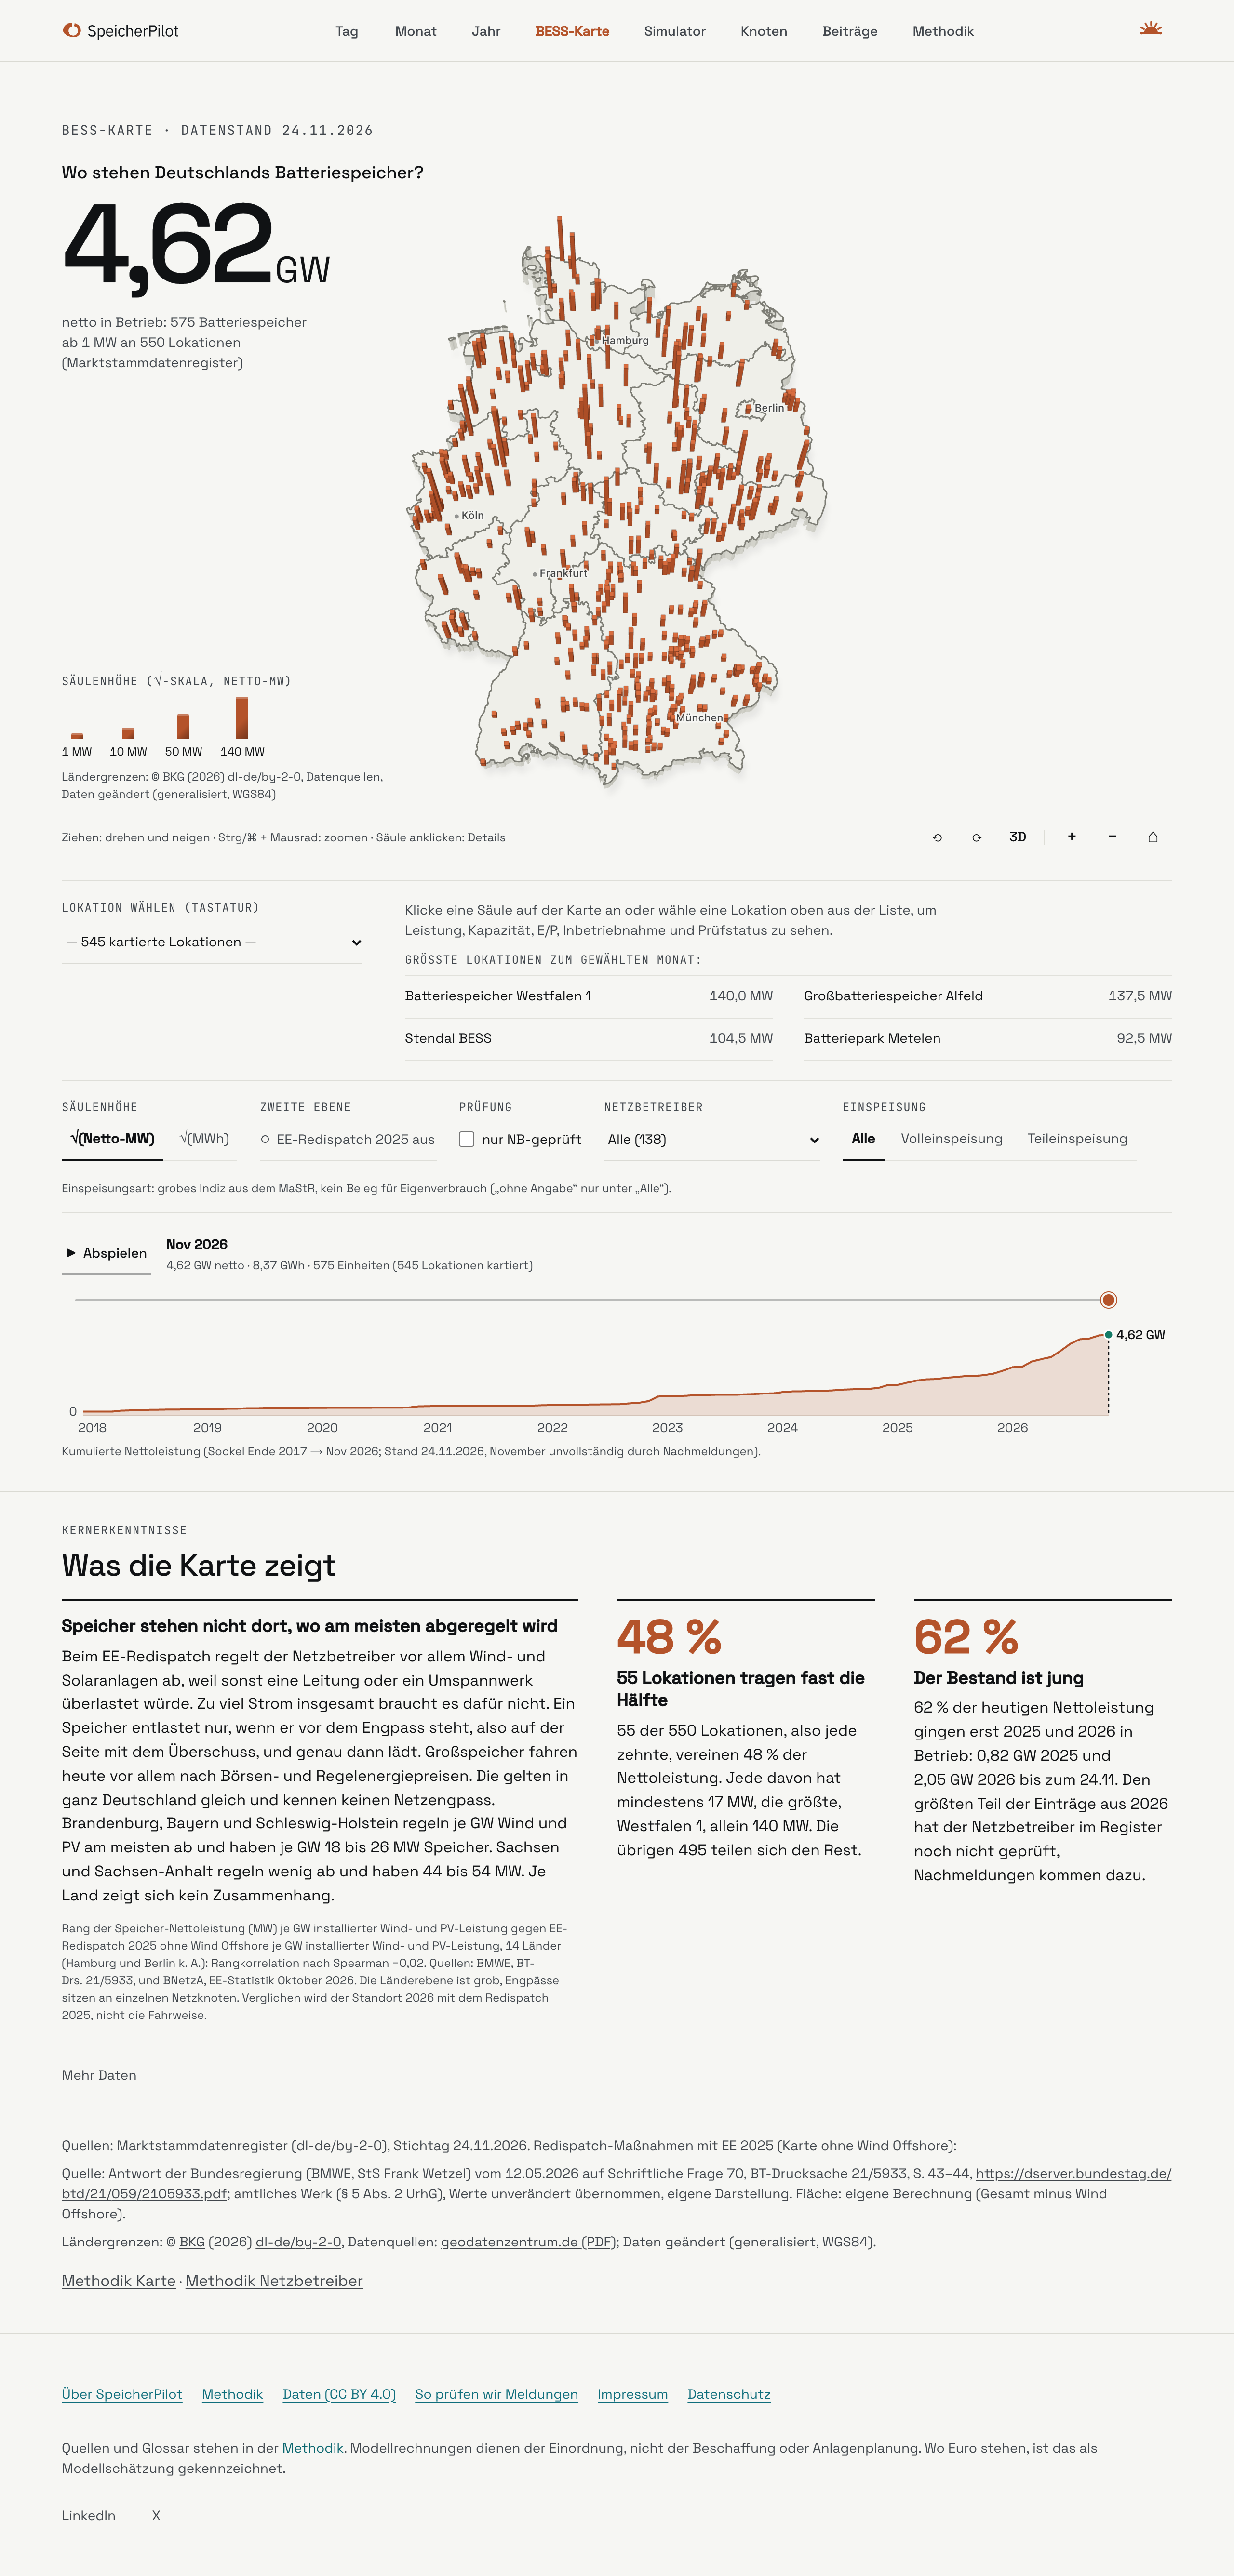 SpeicherPilot
Tag Monat Jahr BESS-Karte Simulator Knoten Beiträge Methodik
BESS-KARTE · DATENSTAND 24.11.2026
Wo stehen Deutschlands Batteriespeicher?
4,62 GW
netto in Betrieb: 575 Batteriespeicher
ab 1 MW an 550 Lokationen
(Marktstammdatenregister)
Hamburg
Berlin
Köln
Frankfurt
München
SÄULENHÖHE (√-SKALA, NETTO-MW)
1 MW 10 MW 50 MW 140 MW
Ländergrenzen: © BKG (2026) dl-de/by-2-0, Datenquellen,
Daten geändert (generalisiert, WGS84)
Ziehen: drehen und neigen · Strg/⌘ + Mausrad: zoomen · Säule anklicken: Details
⟲ ⟳ 3D + − ⌂
LOKATION WÄHLEN (TASTATUR)
— 545 kartierte Lokationen —
Klicke eine Säule auf der Karte an oder wähle eine Lokation oben aus der Liste, um
Leistung, Kapazität, E/P, Inbetriebnahme und Prüfstatus zu sehen.
GRÖSSTE LOKATIONEN ZUM GEWÄHLTEN MONAT:
Batteriespeicher Westfalen 1 140,0 MW Großbatteriespeicher Alfeld 137,5 MW
Stendal BESS 104,5 MW Batteriepark Metelen 92,5 MW
SÄULENHÖHE ZWEITE EBENE PRÜFUNG NETZBETREIBER EINSPEISUNG
√(Netto-MW) √(MWh) EE-Redispatch 2025 aus nur NB-geprüft Alle (138) Alle Volleinspeisung Teileinspeisung
Einspeisungsart: grobes Indiz aus dem MaStR, kein Beleg für Eigenverbrauch („ohne Angabe“ nur unter „Alle“).
► Abspielen
Nov 2026
4,62 GW netto · 8,37 GWh · 575 Einheiten (545 Lokationen kartiert)
4,62 GW
0
2018 2019 2020 2021 2022 2023 2024 2025 2026
Kumulierte Nettoleistung (Sockel Ende 2017 → Nov 2026; Stand 24.11.2026, November unvollständig durch Nachmeldungen).
KERNERKENNTNISSE
Was die Karte zeigt
Speicher stehen nicht dort, wo am meisten abgeregelt wird
Beim EE-Redispatch regelt der Netzbetreiber vor allem Wind- und
Solaranlagen ab, weil sonst eine Leitung oder ein Umspannwerk
überlastet würde. Zu viel Strom insgesamt braucht es dafür nicht. Ein
Speicher entlastet nur, wenn er vor dem Engpass steht, also auf der
Seite mit dem Überschuss, und genau dann lädt. Großspeicher fahren
heute vor allem nach Börsen- und Regelenergiepreisen. Die gelten in
ganz Deutschland gleich und kennen keinen Netzengpass.
Brandenburg, Bayern und Schleswig-Holstein regeln je GW Wind und
PV am meisten ab und haben je GW 18 bis 26 MW Speicher. Sachsen
und Sachsen-Anhalt regeln wenig ab und haben 44 bis 54 MW. Je
Land zeigt sich kein Zusammenhang.
Rang der Speicher-Nettoleistung (MW) je GW installierter Wind- und PV-Leistung gegen EE-
Redispatch 2025 ohne Wind Offshore je GW installierter Wind- und PV-Leistung, 14 Länder
(Hamburg und Berlin k. A.): Rangkorrelation nach Spearman −0,02. Quellen: BMWE, BT-
Drs. 21/5933, und BNetzA, EE-Statistik Oktober 2026. Die Länderebene ist grob, Engpässe
sitzen an einzelnen Netzknoten. Verglichen wird der Standort 2026 mit dem Redispatch
2025, nicht die Fahrweise.
48 %
55 Lokationen tragen fast die
Hälfte
55 der 550 Lokationen, also jede
zehnte, vereinen 48 % der
Nettoleistung. Jede davon hat
mindestens 17 MW, die größte,
Westfalen 1, allein 140 MW. Die
übrigen 495 teilen sich den Rest.
62 %
Der Bestand ist jung
62 % der heutigen Nettoleistung
gingen erst 2025 und 2026 in
Betrieb: 0,82 GW 2025 und
2,05 GW 2026 bis zum 24.11. Den
größten Teil der Einträge aus 2026
hat der Netzbetreiber im Register
noch nicht geprüft,
Nachmeldungen kommen dazu.
Mehr Daten
Quellen: Marktstammdatenregister (dl-de/by-2-0), Stichtag 24.11.2026. Redispatch-Maßnahmen mit EE 2025 (Karte ohne Wind Offshore):
Quelle: Antwort der Bundesregierung (BMWE, StS Frank Wetzel) vom 12.05.2026 auf Schriftliche Frage 70, BT-Drucksache 21/5933, S. 43–44, https://dserver.bundestag.de/
btd/21/059/2105933.pdf; amtliches Werk (§ 5 Abs. 2 UrhG), Werte unverändert übernommen, eigene Darstellung. Fläche: eigene Berechnung (Gesamt minus Wind
Offshore).
Ländergrenzen: © BKG (2026) dl-de/by-2-0, Datenquellen: geodatenzentrum.de (PDF); Daten geändert (generalisiert, WGS84).
Methodik Karte · Methodik Netzbetreiber
Über SpeicherPilot Methodik Daten (CC BY 4.0) So prüfen wir Meldungen Impressum Datenschutz
Quellen und Glossar stehen in der Methodik. Modellrechnungen dienen der Einordnung, nicht der Beschaffung oder Anlagenplanung. Wo Euro stehen, ist das als
Modellschätzung gekennzeichnet.
LinkedIn X